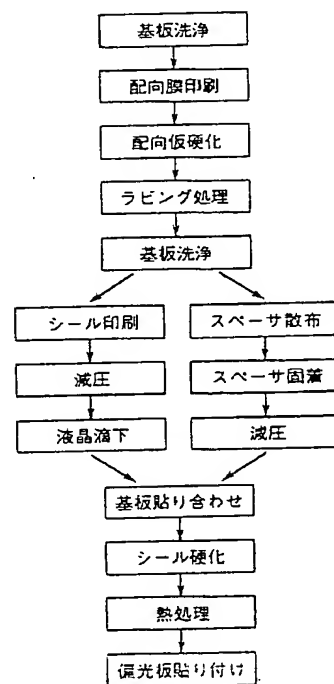 基板洗浄
配向膜印刷
配向仮硬化
ラビング処理
基板洗浄
シール印刷
スペーサ散布
減圧
スペーサ固着
液晶滴下
減圧
基板貼り合わせ
シール硬化
熱処理
偏光板貼り付け